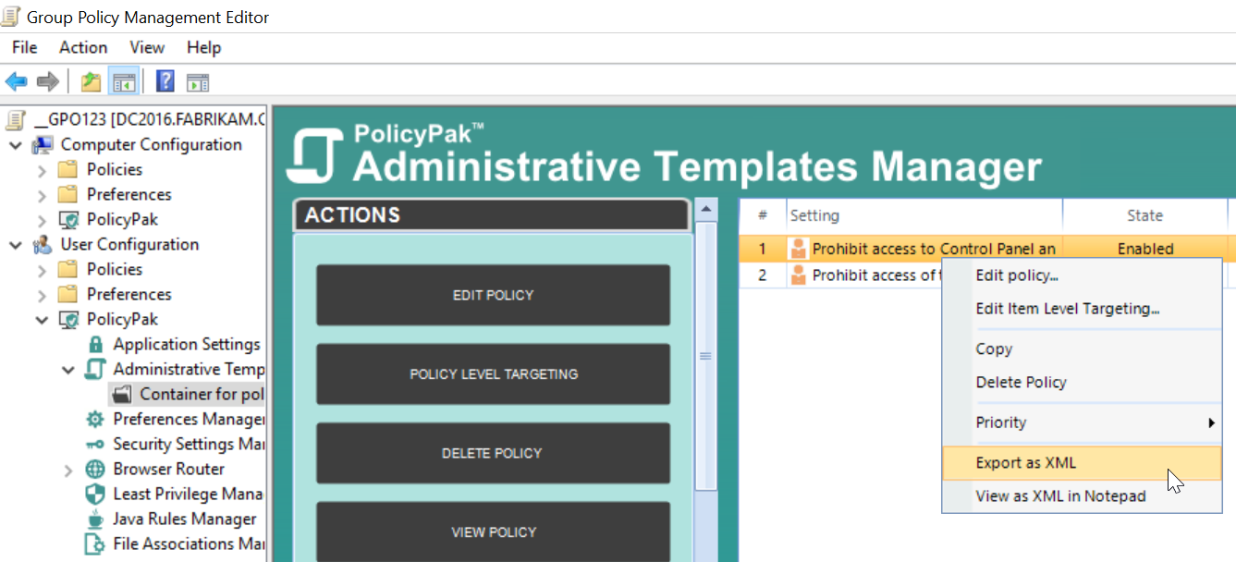 Group Policy Management Editor
File Action View Help
__GPO123 [DC2016.FABRIKAM.C
Computer Configuration
Policies
Preferences
PolicyPak
User Configuration
Policies
Preferences
PolicyPak
Application Settings
Administrative Temp
Container for pol
Preferences Manager
Security Settings Mai
Browser Router
Least Privilege Mana
Java Rules Manager
File Associations Mai
PolicyPak™
Administrative Templates Manager
ACTIONS
EDIT POLICY
POLICY LEVEL TARGETING
DELETE POLICY
VIEW POLICY
# Setting State
1 Prohibit access to Control Panel an Enabled
2 Prohibit access of
Edit policy...
Edit Item Level Targeting...
Copy
Delete Policy
Priority
Export as XML
View as XML in Notepad